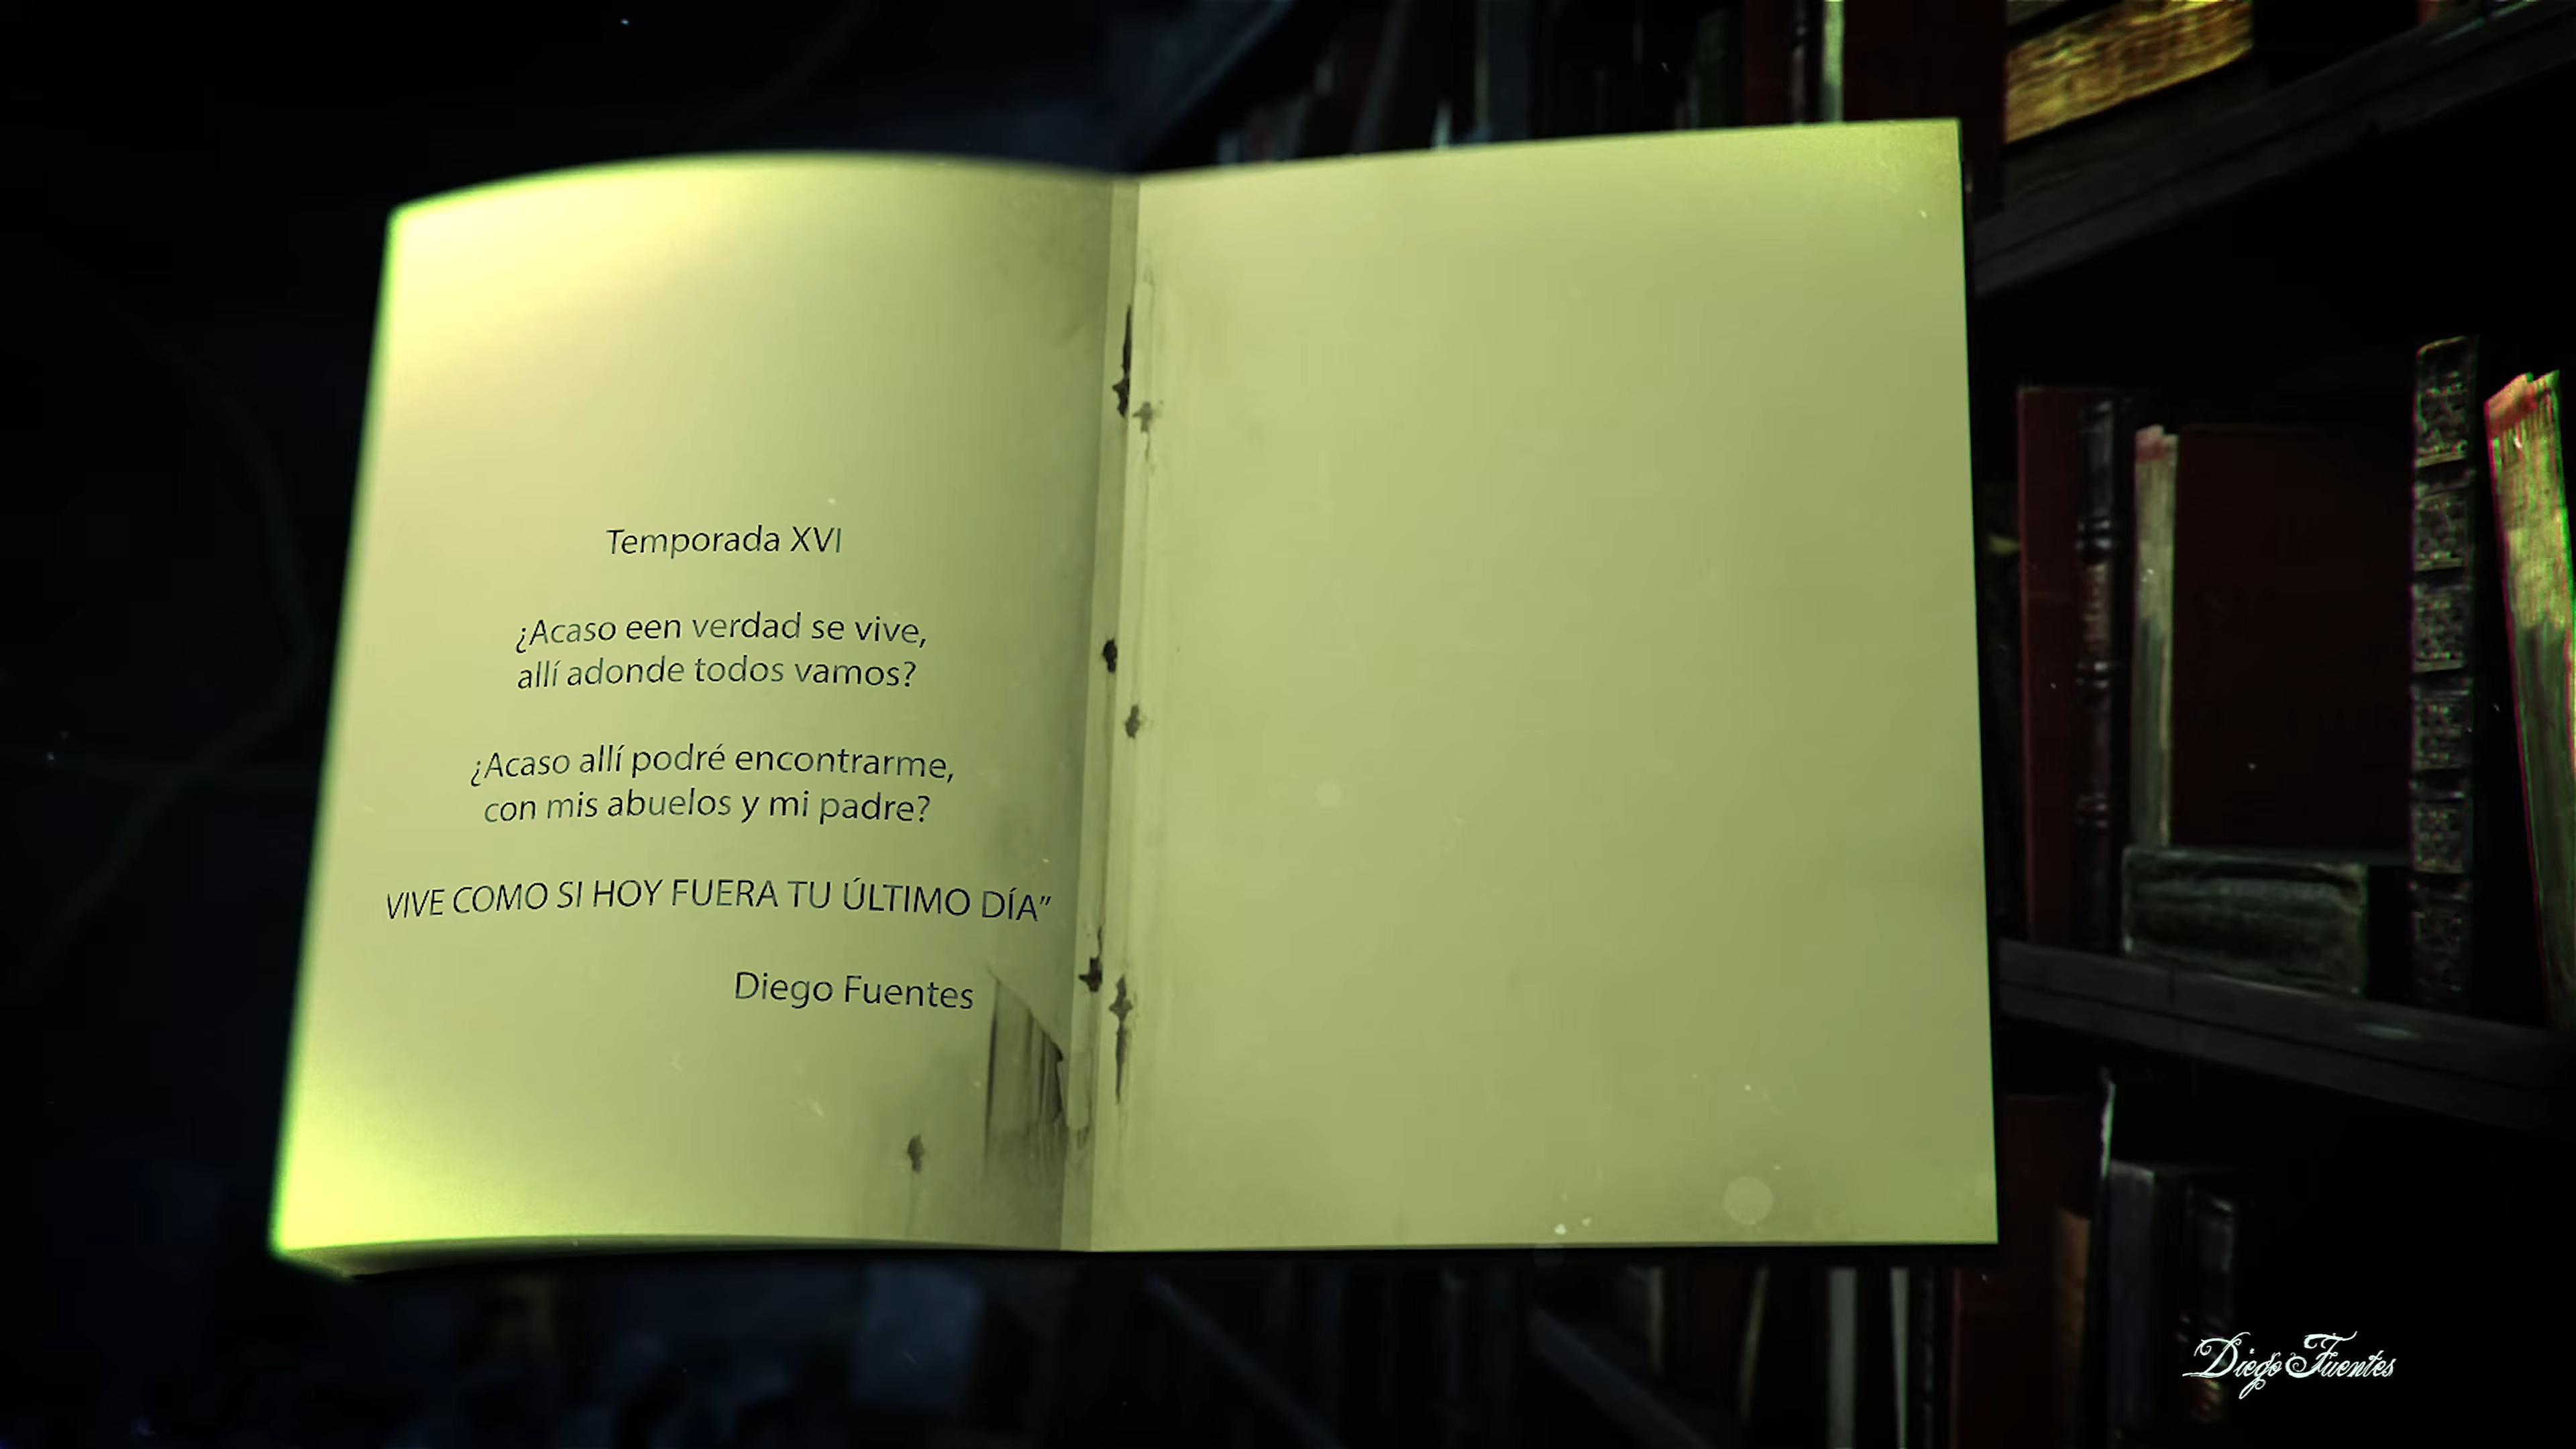 Temporada XVI
¿Acaso een verdad se vive,
allí adonde todos vamos?
¿Acaso allí podré encontrarme,
con mis abuelos y mi padre?
VIVE COMO SI HOY FUERA TU ÚLTIMO DÍA”
Diego Fuentes
Diego Fuentes